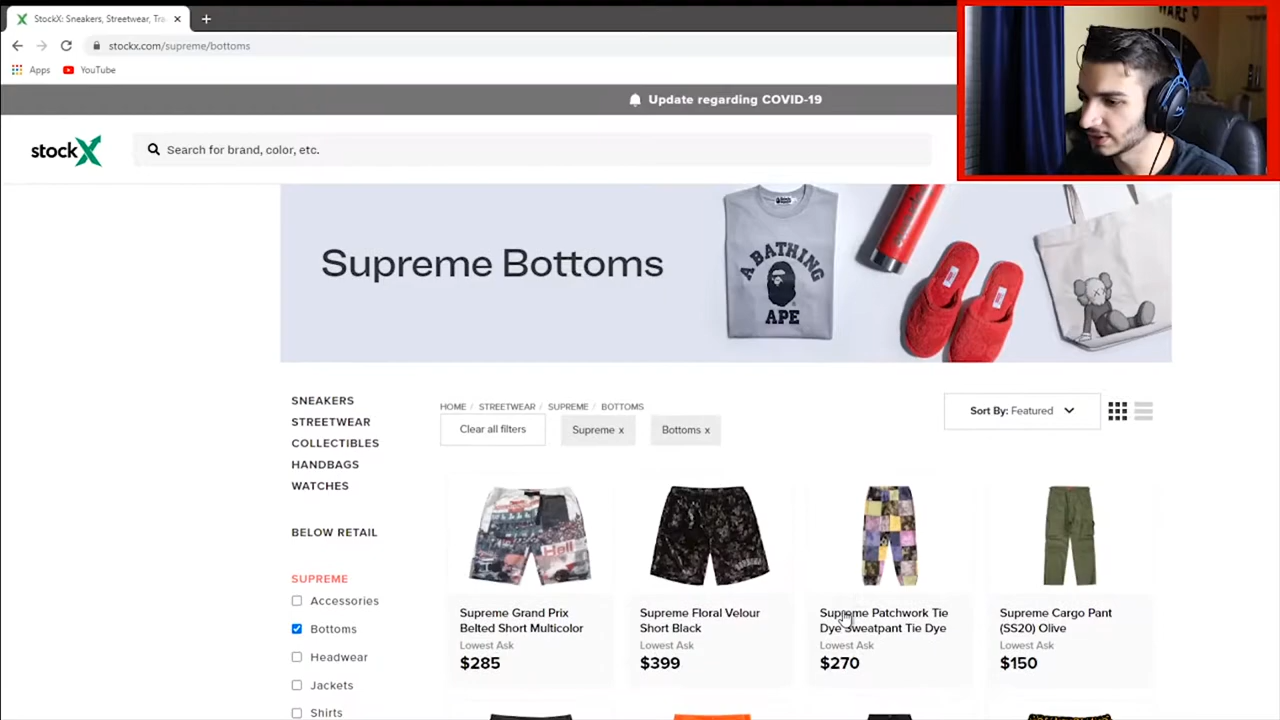 StockX: Sneakers, Streetwear, Tra
stockx.com/supreme/bottoms
Apps
YouTube
Update regarding COVID-19
stockX
Search for brand, color, etc.
Supreme Bottoms
A BATHING
APE
SNEAKERS
STREETWEAR
COLLECTIBLES
HANDBAGS
WATCHES
BELOW RETAIL
SUPREME
Accessories
Bottoms
Headwear
Jackets
Shirts
HOME / STREETWEAR / SUPREME / BOTTOMS
Clear all filters
Supreme x
Bottoms x
Sort By: Featured
Hell
Supreme Grand Prix
Belted Short Multicolor
Lowest Ask
$285
Supreme Floral Velour
Short Black
Lowest Ask
$399
Supreme Patchwork Tie
Dye Sweatpant Tie Dye
Lowest Ask
$270
Supreme Cargo Pant
(SS20) Olive
Lowest Ask
$150